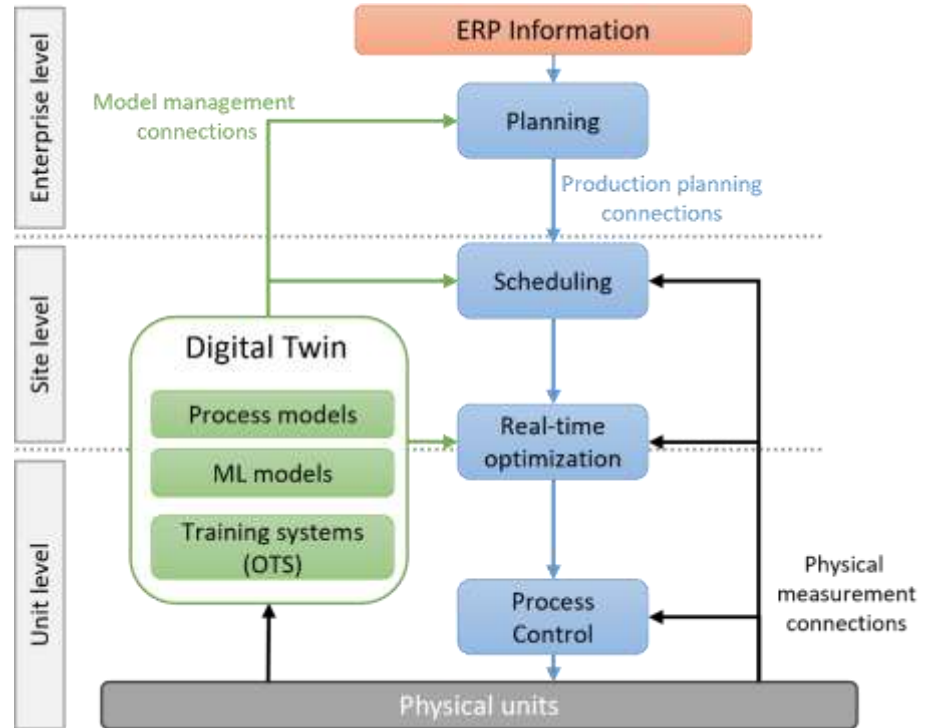 Enterprise level
ERP Information
Model management
connections
Planning
Production planning
connections
Site level
Scheduling
Digital Twin
Process models
Real-time
optimization
ML models
Unit level
Training systems
(OTS)
Process
Control
Physical
measurement
connections
Physical units